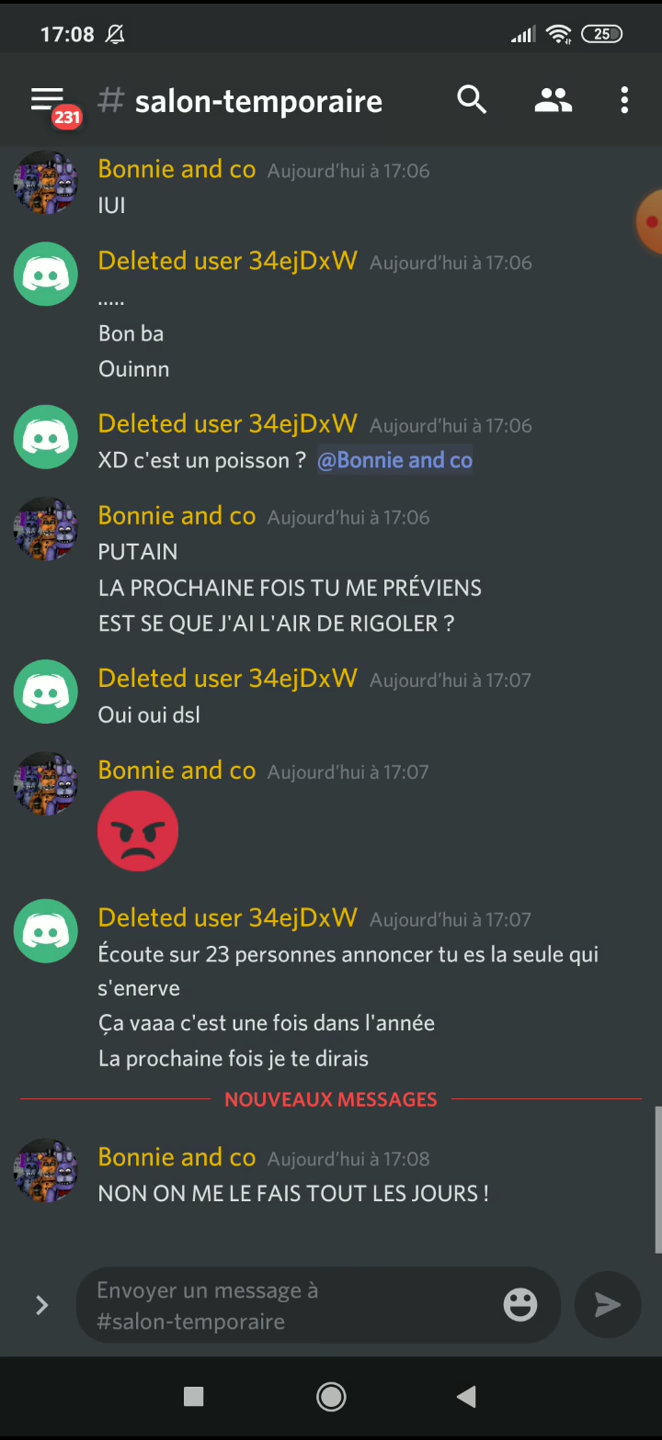 17:08
25
231
# salon-temporaire
Bonnie and co Aujourd'hui à 17:06
IUI
Deleted user 34ejDxW Aujourd'hui à 17:06
.....
Bon ba
Ouinnn
Deleted user 34ejDxW Aujourd'hui à 17:06
XD c'est un poisson ? @Bonnie and co
Bonnie and co Aujourd'hui à 17:06
PUTAIN
LA PROCHAINE FOIS TU ME PRÉVIENS
EST SE QUE J'AI L'AIR DE RIGOLER ?
Deleted user 34ejDxW Aujourd'hui à 17:07
Oui oui dsl
Bonnie and co Aujourd'hui à 17:07
Deleted user 34ejDxW Aujourd'hui à 17:07
Écoute sur 23 personnes annoncer tu es la seule qui
s'enerve
Ça vaaa c'est une fois dans l'année
La prochaine fois je te dirais
NOUVEAUX MESSAGES
Bonnie and co Aujourd'hui à 17:08
NON ON ME LE FAIS TOUT LES JOURS !
Envoyer un message à
#salon-temporaire